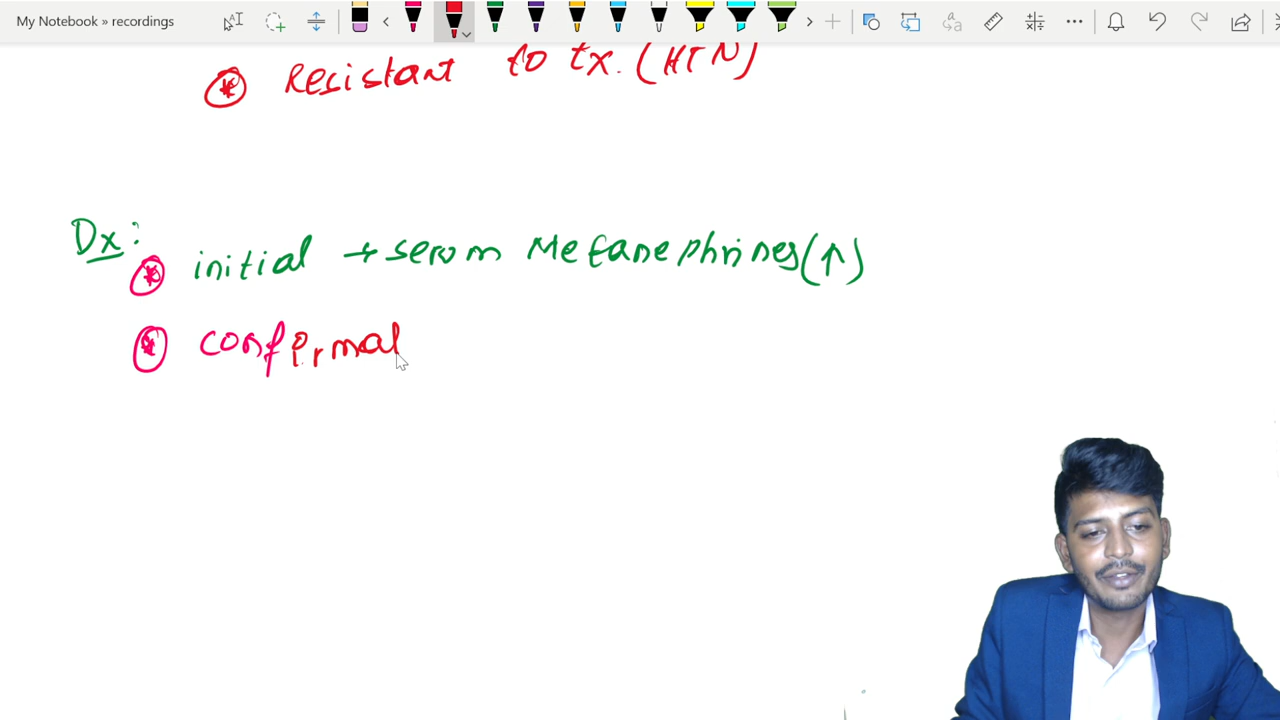 My Notebook » recordings
Resistant to tx. (HTN)
Dx:
initial → serum Metanephrines (↑)
confirmal